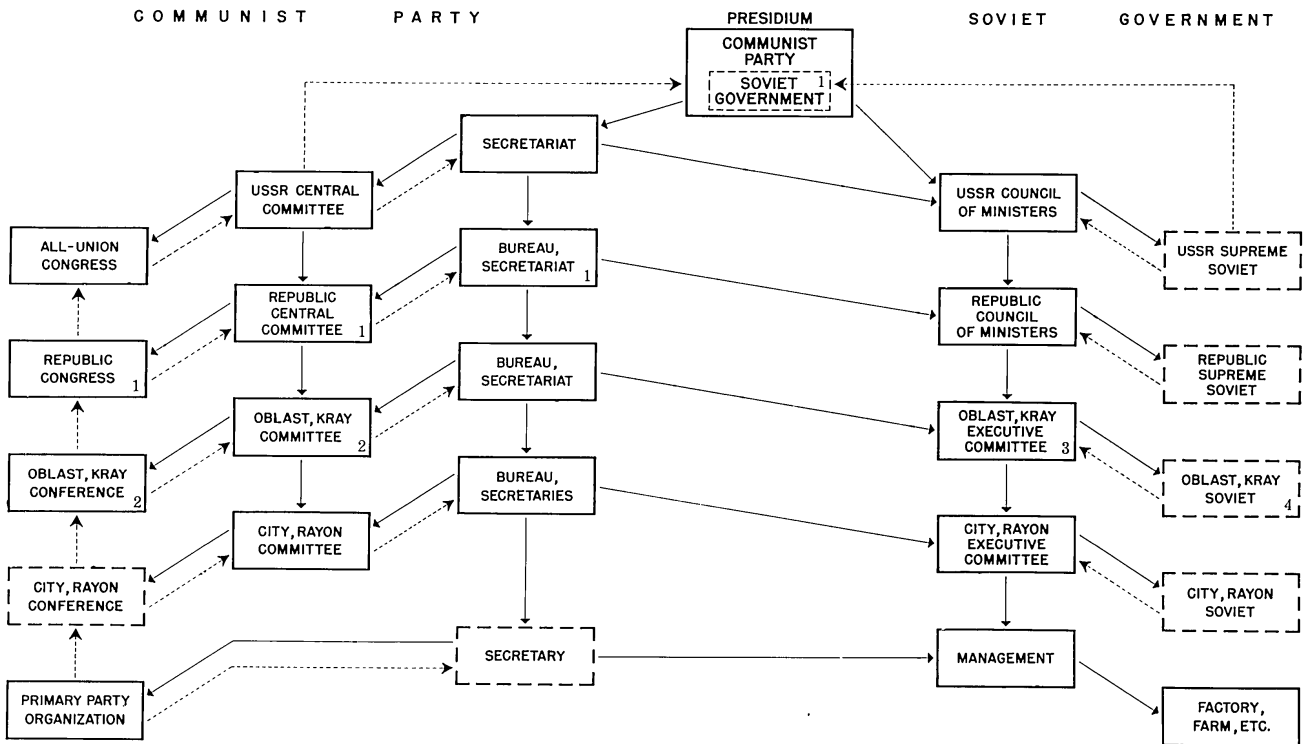 COMMUNIST PARTY
PRESIDIUM
SOVIET GOVERNMENT
COMMUNIST
PARTY
SOVIET 1
GOVERNMENT
SECRETARIAT
USSR CENTRAL
COMMITTEE
USSR COUNCIL
OF MINISTERS
ALL-UNION
CONGRESS
BUREAU,
SECRETARIAT 1
USSR SUPREME
SOVIET
REPUBLIC
CENTRAL
COMMITTEE 1
REPUBLIC
COUNCIL
OF MINISTERS
REPUBLIC
CONGRESS 1
BUREAU,
SECRETARIAT
REPUBLIC
SUPREME
SOVIET
OBLAST, KRAY
COMMITTEE 2
OBLAST, KRAY
EXECUTIVE
COMMITTEE 3
OBLAST, KRAY
CONFERENCE 2
BUREAU,
SECRETARIES
OBLAST, KRAY
SOVIET 4
CITY, RAYON
COMMITTEE
CITY, RAYON
EXECUTIVE
COMMITTEE
CITY, RAYON
CONFERENCE
CITY, RAYON
SOVIET
SECRETARY
MANAGEMENT
PRIMARY PARTY
ORGANIZATION
FACTORY,
FARM, ETC.